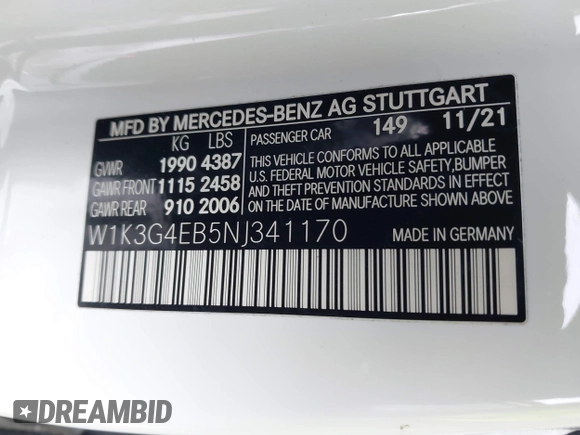 MFD BY MERCEDES-BENZ AG STUTTGART
KG LBS PASSENGER CAR 149 11/21
GVWR 1990 4387
GAWR FRONT 1115 2458
GAWR REAR 910 2006
THIS VEHICLE CONFORMS TO ALL APPLICABLE
U.S. FEDERAL MOTOR VEHICLE SAFETY, BUMPER
AND THEFT PREVENTION STANDARDS IN EFFECT
ON THE DATE OF MANUFACTURE SHOWN ABOVE.
W1K3G4EB5NJ341170 MADE IN GERMANY
DREAMBID